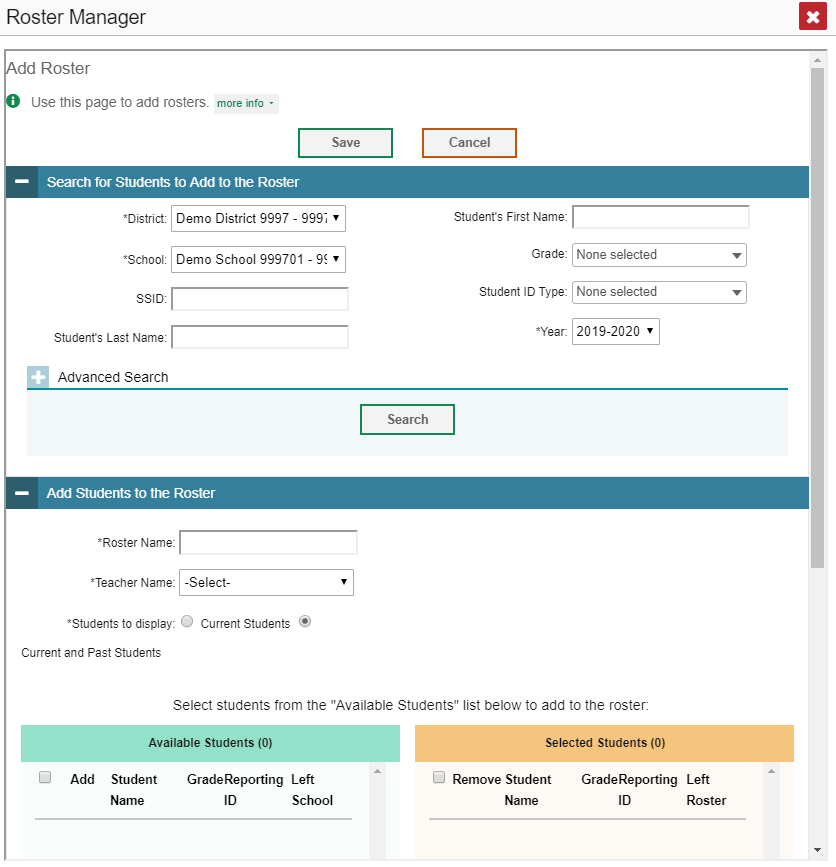 Roster Manager
Add Roster
Use this page to add rosters. more info
Save Cancel
Search for Students to Add to the Roster
*District: Demo District 9997 - 9997
Student's First Name:
*School: Demo School 999701 - 99
Grade: None selected
SSID:
Student ID Type: None selected
Student's Last Name:
*Year: 2019-2020
Advanced Search
Search
Add Students to the Roster
*Roster Name:
*Teacher Name: -Select-
*Students to display: Current Students
Current and Past Students
Select students from the "Available Students" list below to add to the roster:
Available Students (0)
Add Student Name GradeReporting ID Left School
Selected Students (0)
Remove Student Name GradeReporting ID Left Roster